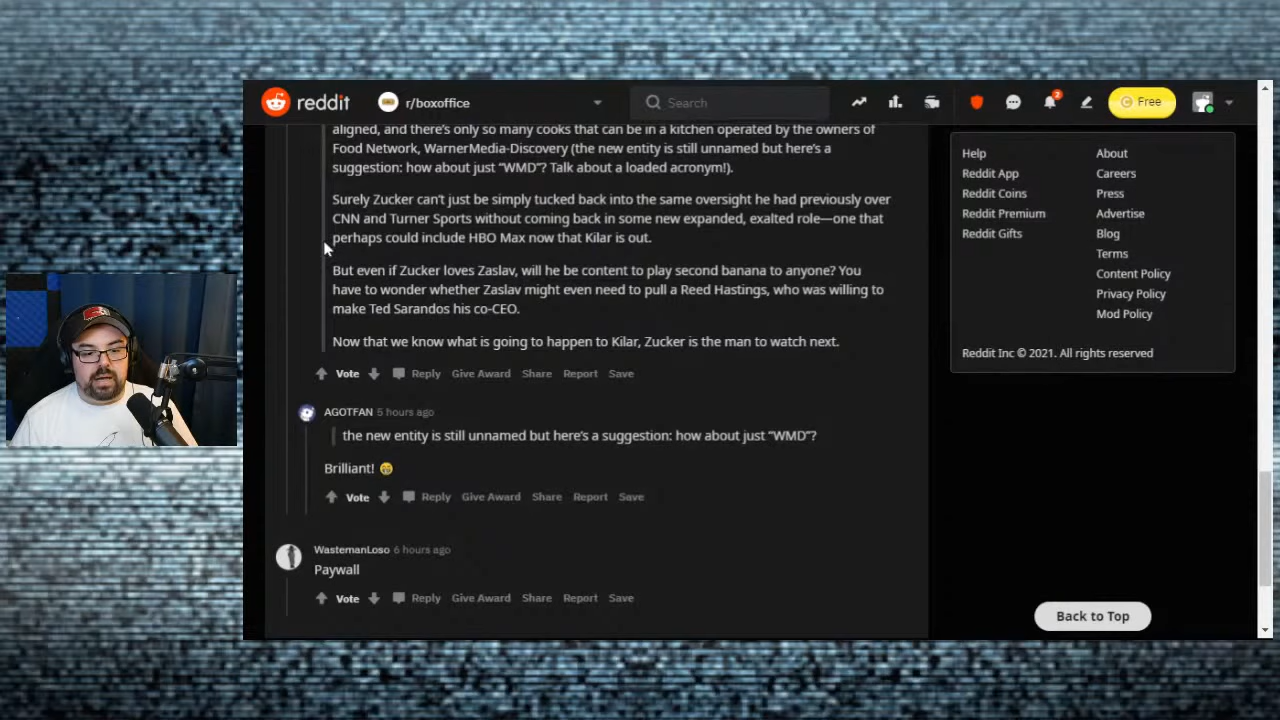 reddit
r/boxoffice
Search
2
Free
aligned, and there's only so many cooks that can be in a kitchen operated by the owners of
Food Network, WarnerMedia-Discovery (the new entity is still unnamed but here's a
suggestion: how about just "WMD"? Talk about a loaded acronym!).
Surely Zucker can't just be simply tucked back into the same oversight he had previously over
CNN and Turner Sports without coming back in some new expanded, exalted role—one that
perhaps could include HBO Max now that Kilar is out.
But even if Zucker loves Zaslav, will he be content to play second banana to anyone? You
have to wonder whether Zaslav might even need to pull a Reed Hastings, who was willing to
make Ted Sarandos his co-CEO.
Now that we know what is going to happen to Kilar, Zucker is the man to watch next.
Vote Reply Give Award Share Report Save
AGOTFAN 5 hours ago
the new entity is still unnamed but here's a suggestion: how about just "WMD"?
Brilliant! 😁
Vote Reply Give Award Share Report Save
WastemanLoso 6 hours ago
Paywall
Vote Reply Give Award Share Report Save
Help About
Reddit App Careers
Reddit Coins Press
Reddit Premium Advertise
Reddit Gifts Blog
Terms
Content Policy
Privacy Policy
Mod Policy
Reddit Inc © 2021. All rights reserved
Back to Top